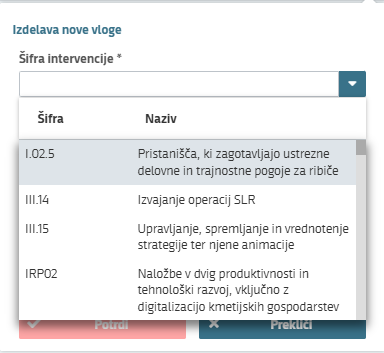 Izdelava nove vloge
Šifra intervencije *
Šifra Naziv
I.02.5 Pristanišča, ki zagotavljajo ustrezne
delovne in trajnostne pogoje za ribiče
III.14 Izvajanje operacij SLR
III.15 Upravljanje, spremljanje in vrednotenje
strategije ter njene animacije
IRP02 Naložbe v dvig produktivnosti in
tehnološki razvoj, vključno z
digitalizacijo kmetijskih gospodarstev
Potrdi Prekliči